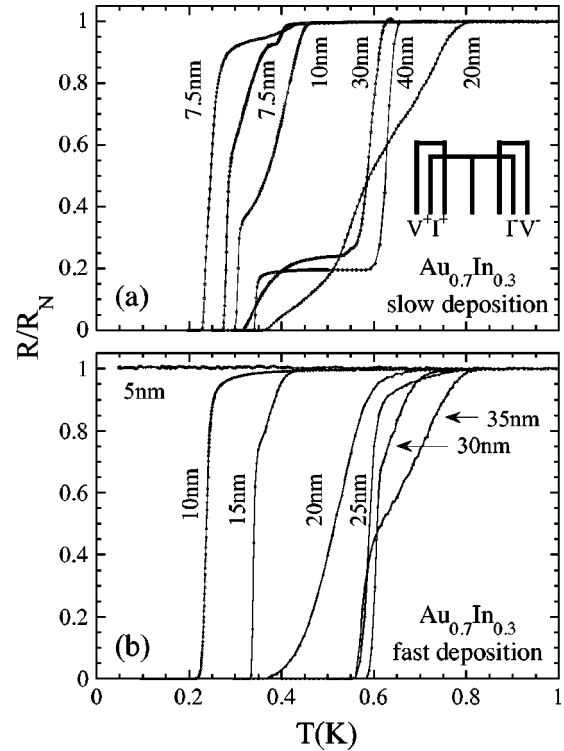 1
0.8
0.6
0.4
0.2
0
7.5nm
7.5nm
10nm
30nm
40nm
20nm
V⁺I⁺
I⁻V⁻
(a)
Au₀.₇In₀.₃
slow deposition
R/R_N
1
0.8
0.6
0.4
0.2
0
5nm
10nm
15nm
20nm
25nm
35nm
30nm
(b)
Au₀.₇In₀.₃
fast deposition
0 0.2 0.4 0.6 0.8 1
T(K)